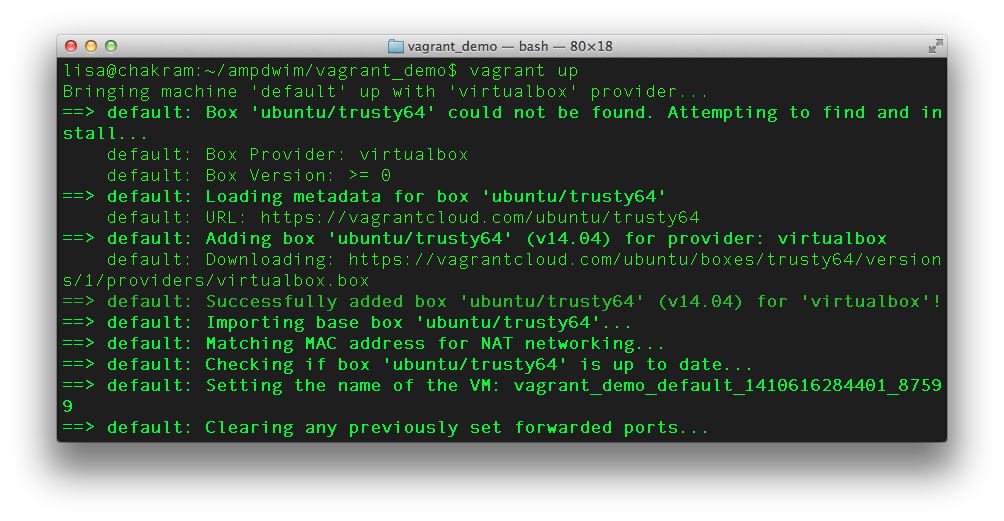 vagrant_demo — bash — 80×18
lisa@chakram:~/ampdwim/vagrant_demo$ vagrant up
Bringing machine 'default' up with 'virtualbox' provider...
==> default: Box 'ubuntu/trusty64' could not be found. Attempting to find and in
stall...
    default: Box Provider: virtualbox
    default: Box Version: >= 0
==> default: Loading metadata for box 'ubuntu/trusty64'
    default: URL: https://vagrantcloud.com/ubuntu/trusty64
==> default: Adding box 'ubuntu/trusty64' (v14.04) for provider: virtualbox
    default: Downloading: https://vagrantcloud.com/ubuntu/boxes/trusty64/version
s/1/providers/virtualbox.box
==> default: Successfully added box 'ubuntu/trusty64' (v14.04) for 'virtualbox'!
==> default: Importing base box 'ubuntu/trusty64'...
==> default: Matching MAC address for NAT networking...
==> default: Checking if box 'ubuntu/trusty64' is up to date...
==> default: Setting the name of the VM: vagrant_demo_default_1410616284401_8759
9
==> default: Clearing any previously set forwarded ports...